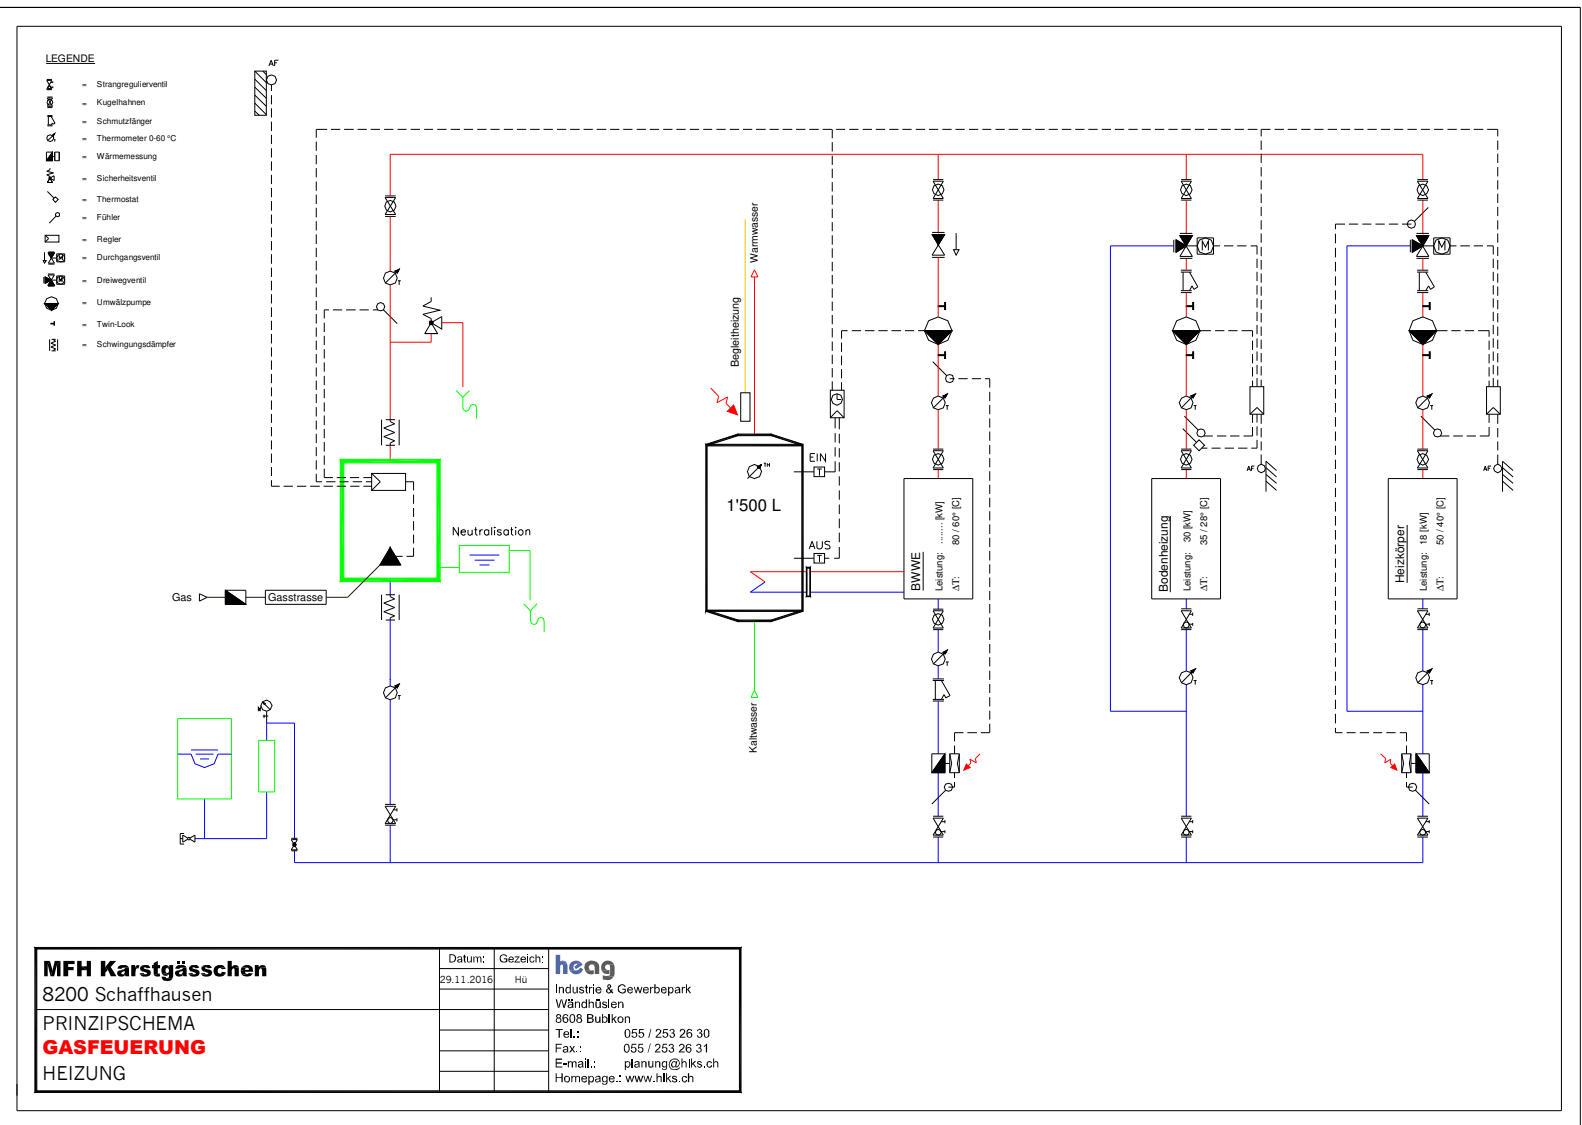 LEGENDE
= Strangregulierventil
= Kugelhahnen
= Schmutzfänger
= Thermometer 0-60 °C
= Wärmemessung
= Sicherheitsventil
= Thermostat
= Fühler
= Regler
= Durchgangsventil
= Dreiwegventil
= Umwälzpumpe
= Twin-Look
= Schwingungsdämpfer
AF
M
M
T
T
Warmwasser
Begleitheizung
TH
EIN
T
1'500 L
AUS
T
T
T
T
AF
AF
BWWE
Leistung: ........ [kW]
ΔT: 80 / 60° [C]
Bodenheizung
Leistung: 30 [kW]
ΔT: 35 / 28° [C]
Heizkörper
Leistung: 18 [kW]
ΔT: 50 / 40° [C]
Neutralisation
Gas
Gasstrasse
T
T
T
T
Kaltwasser
MFH Karstgässchen
8200 Schaffhausen
PRINZIPSCHEMA
GASFEUERUNG
HEIZUNG
Datum: Gezeich:
29.11.2016 Hü
heag
Industrie & Gewerbepark
Wändhüslen
8608 Bubikon
Tel.: 055 / 253 26 30
Fax.: 055 / 253 26 31
E-mail.: planung@hlks.ch
Homepage.: www.hlks.ch